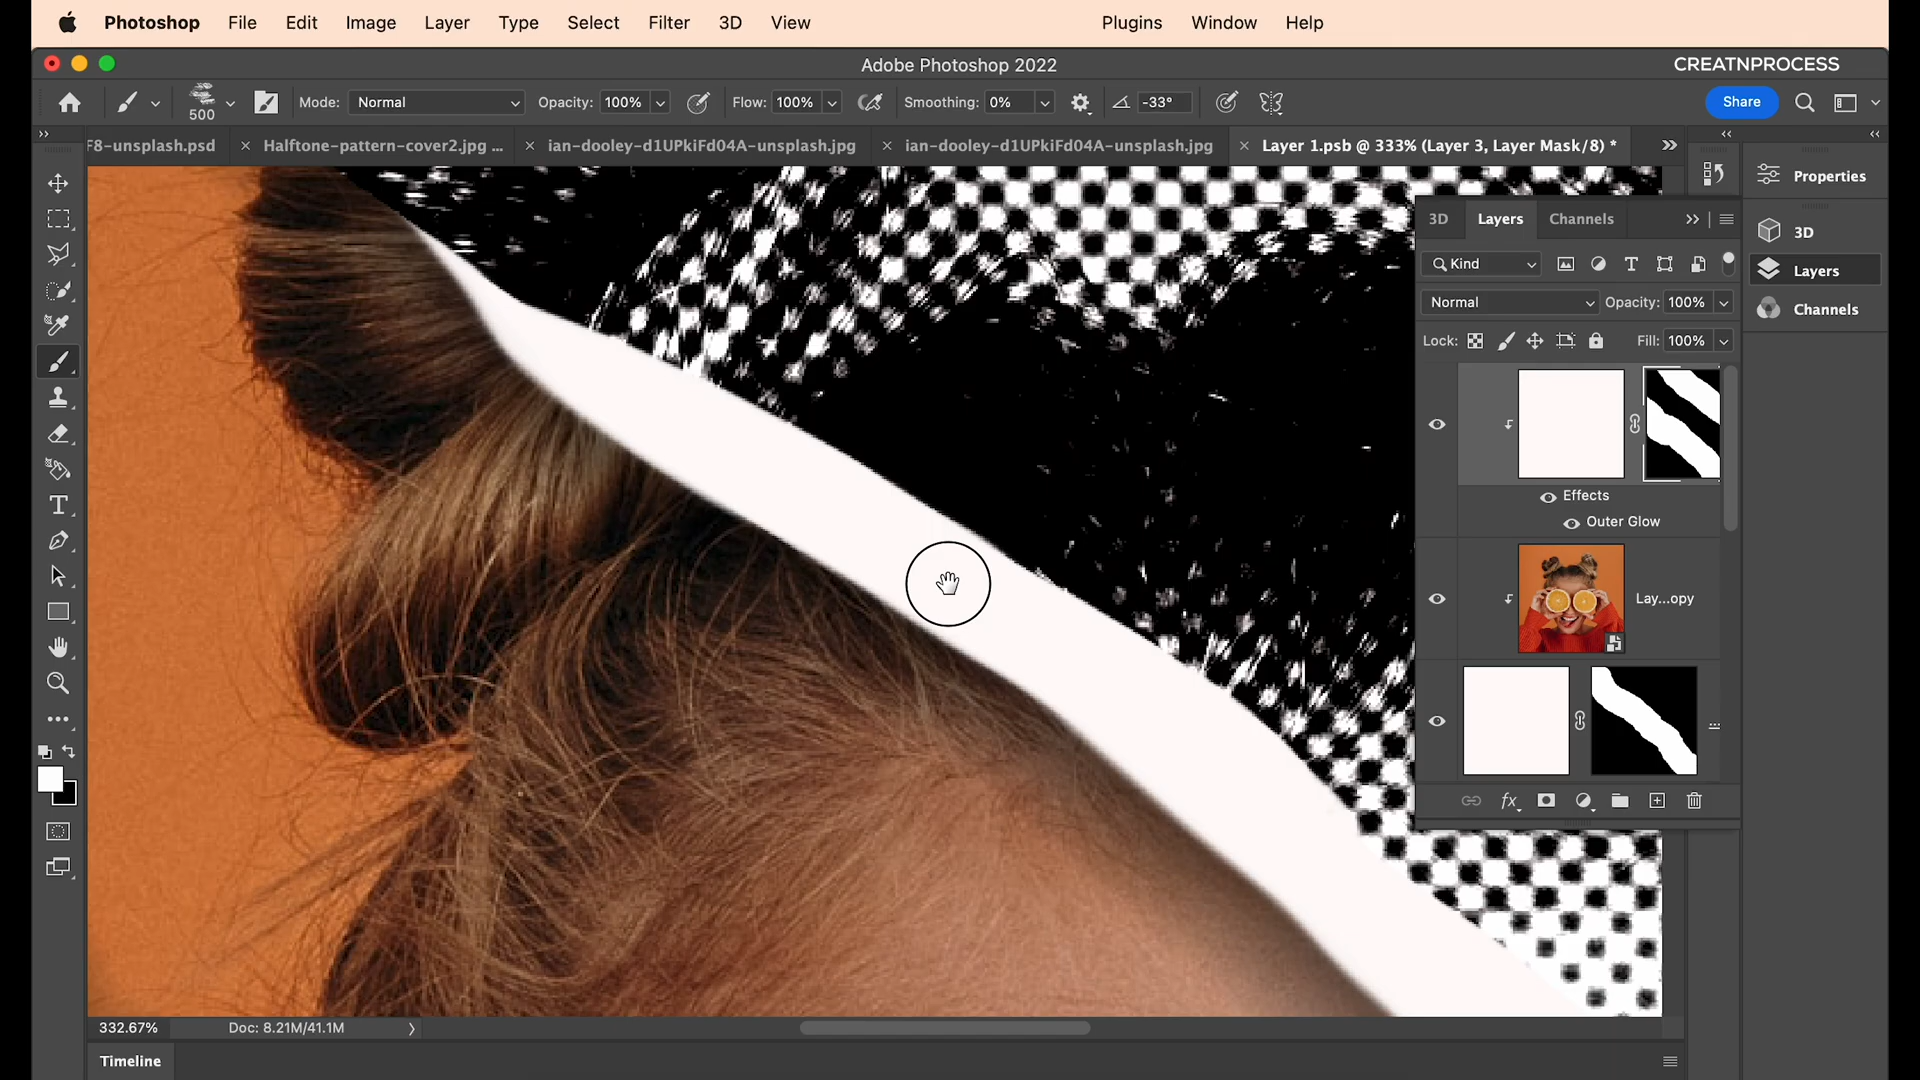 Photoshop File Edit Image Layer Type Select Filter 3D View Plugins Window Help
Adobe Photoshop 2022
CREATNPROCESS
500
Mode: Normal Opacity: 100% Flow: 100% Smoothing: 0% -33°
Share
F8-unsplash.psd
Halftone-pattern-cover2.jpg ...
ian-dooley-d1UPkiFd04A-unsplash.jpg
ian-dooley-d1UPkiFd04A-unsplash.jpg
Layer 1.psb @ 333% (Layer 3, Layer Mask/8) *
Properties
3D
Layers
Channels
3D Layers Channels
Kind
Normal Opacity: 100%
Lock: Fill: 100%
Effects
Outer Glow
Lay...opy
...
fx
332.67% Doc: 8.21M/41.1M
Timeline